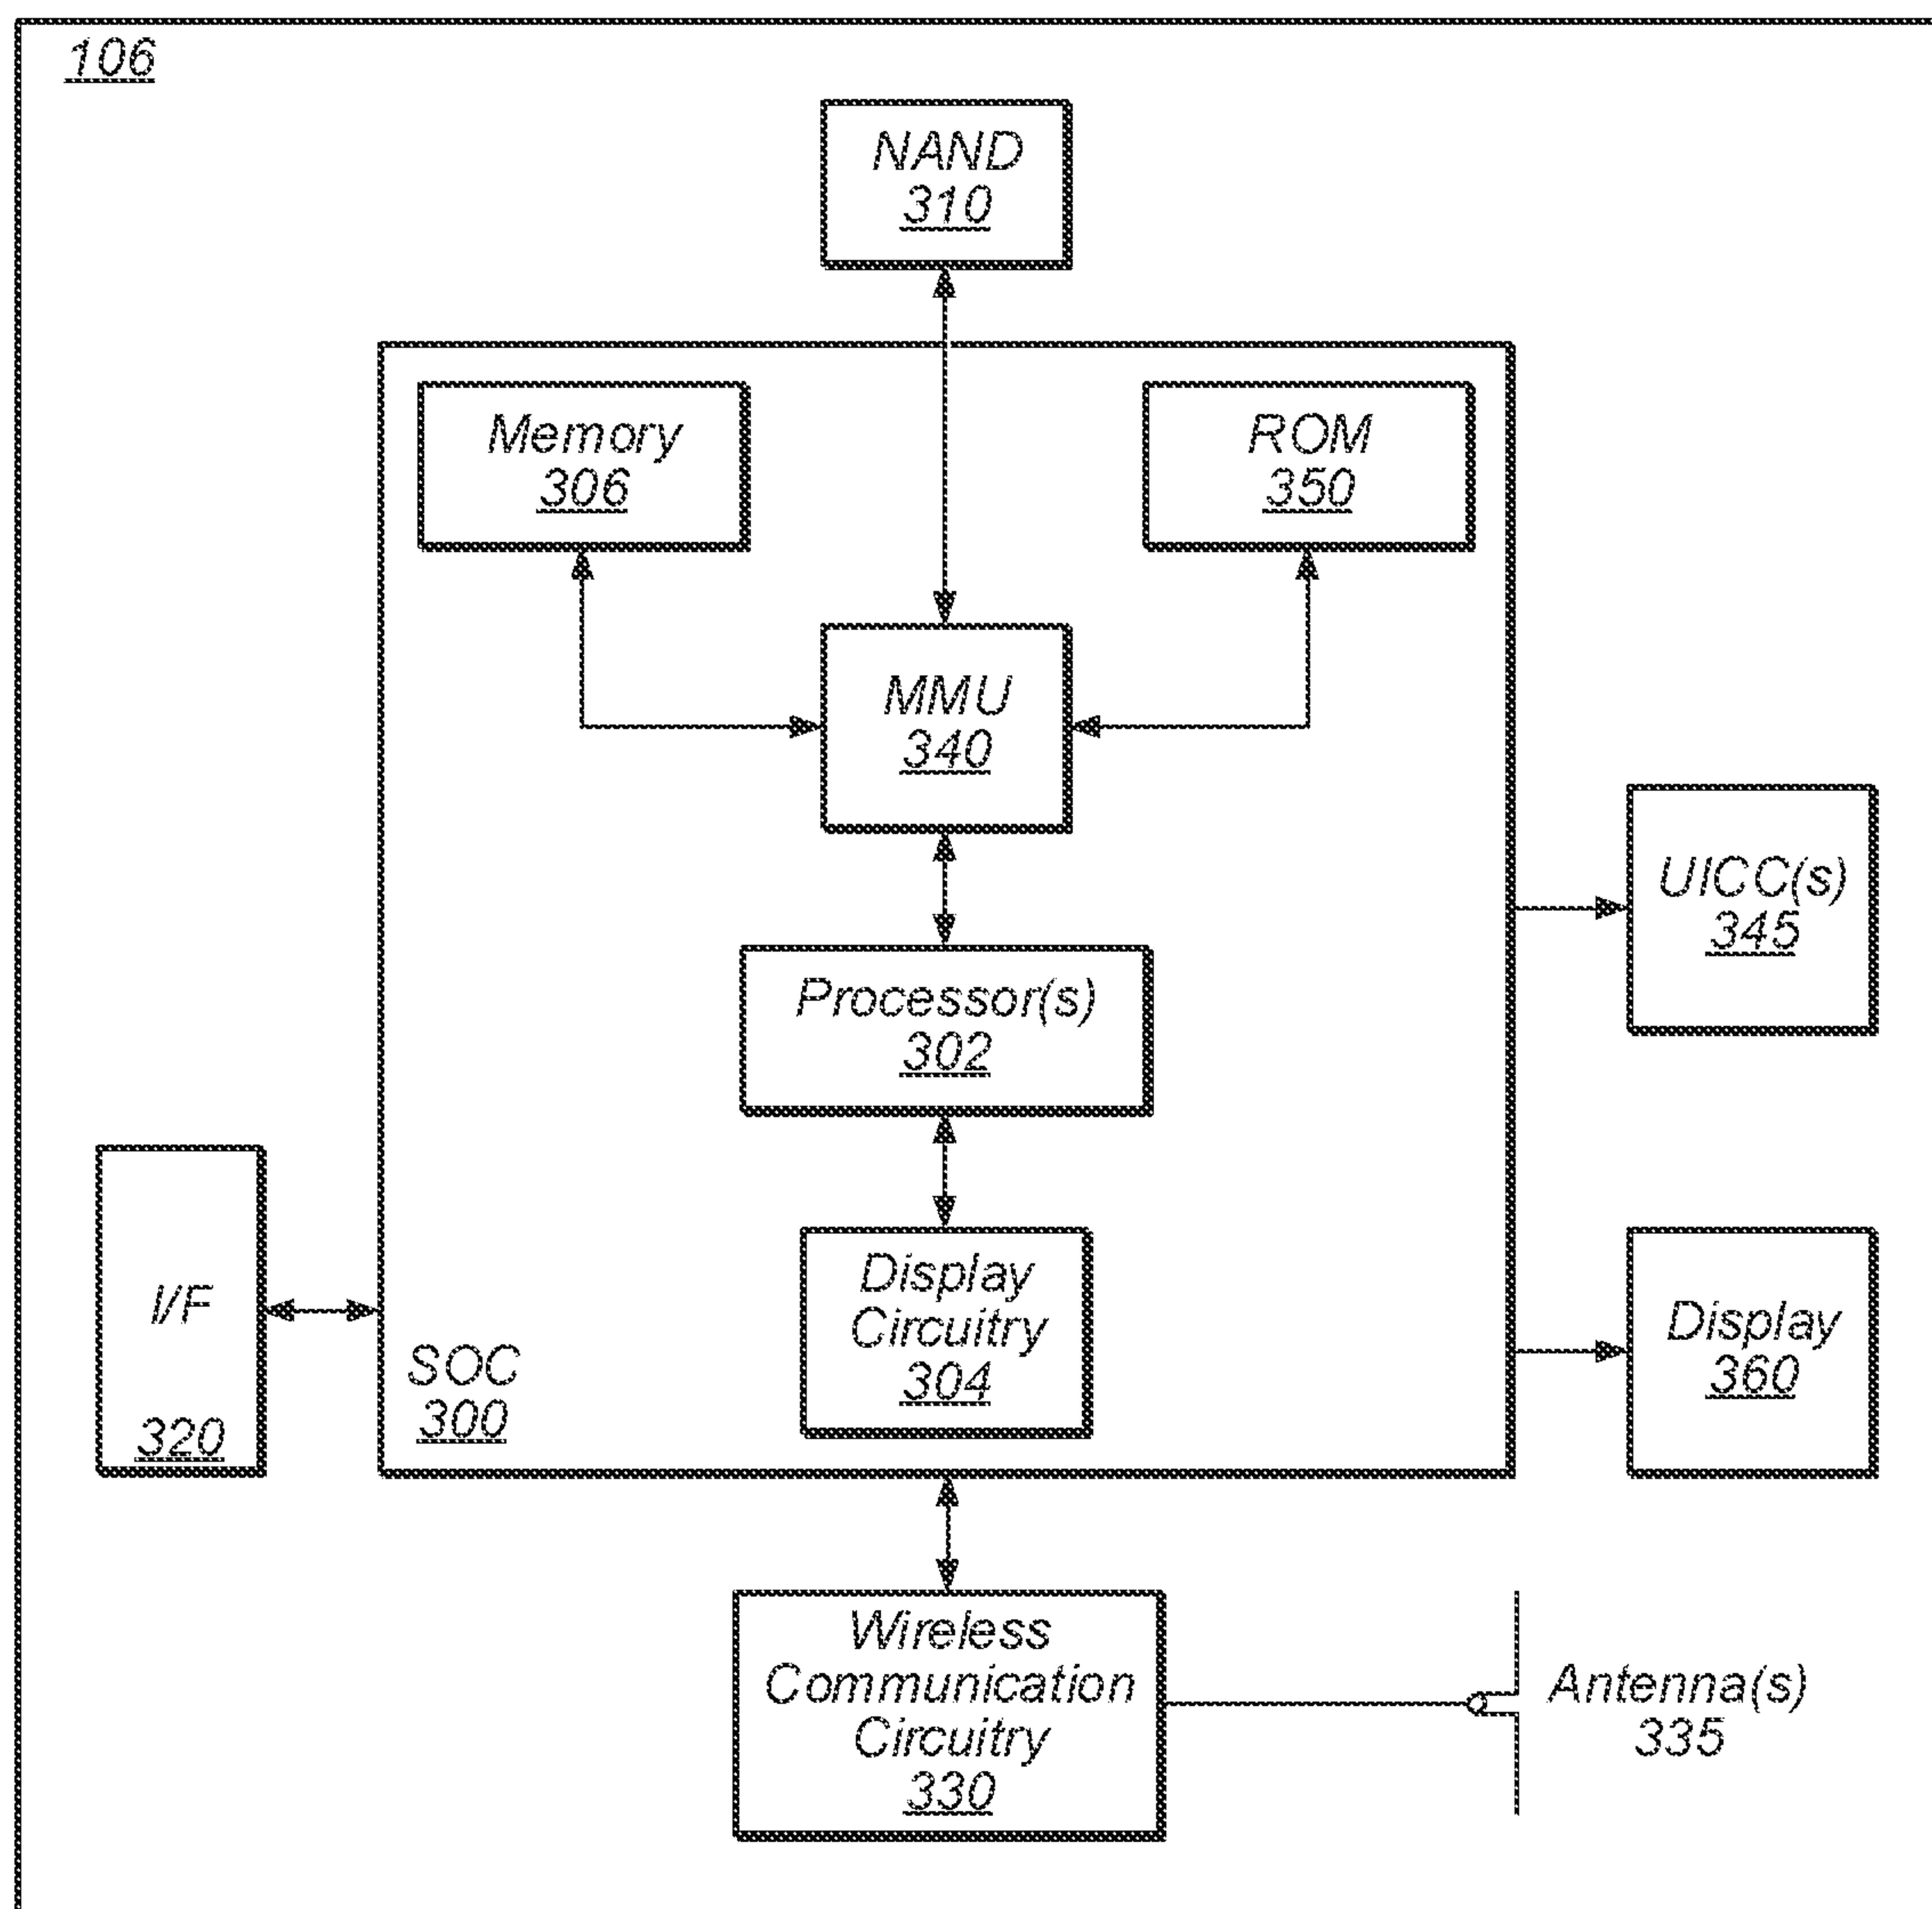 106
NAND
310
Memory
306
ROM
350
MMU
340
UICC(s)
345
Processor(s)
302
I/F
320
SOC
300
Display
Circuitry
304
Display
360
Wireless
Communication
Circuitry
330
Antenna(s)
335